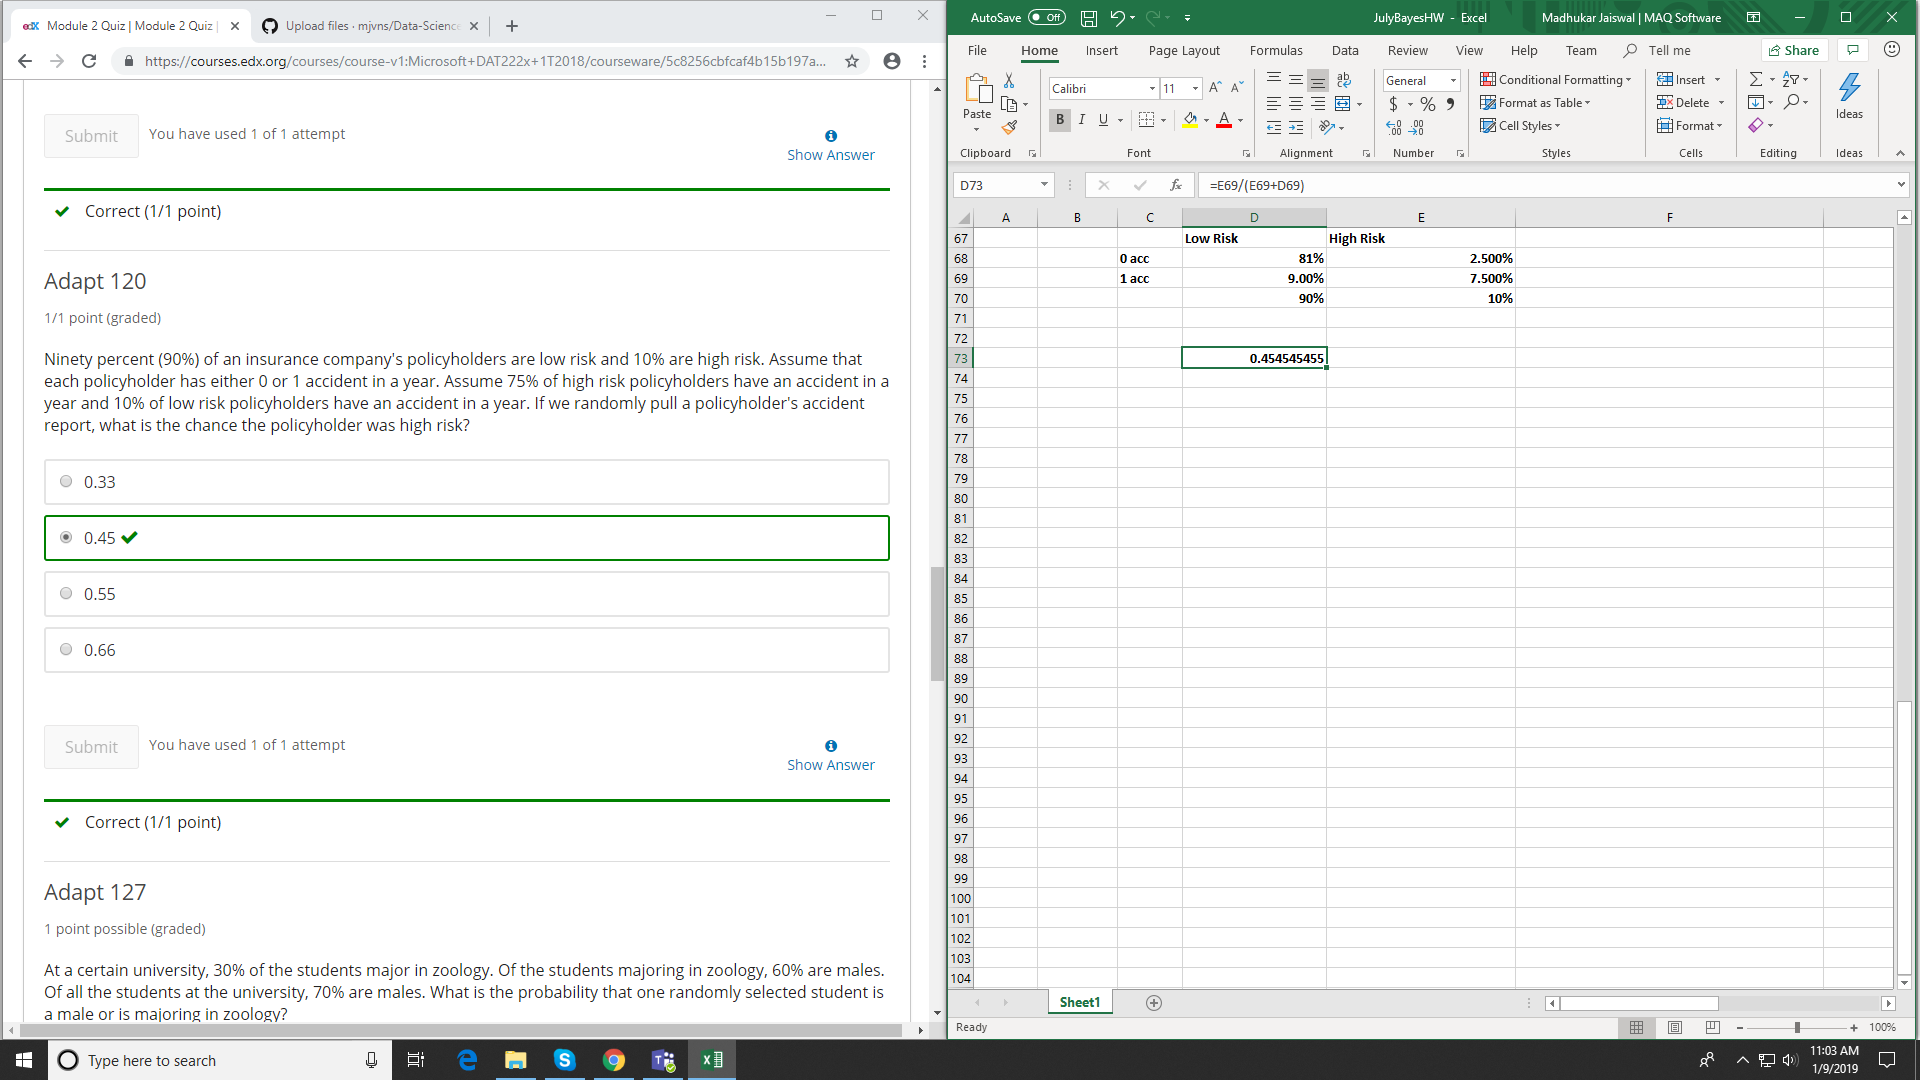 edX Module 2 Quiz | Module 2 Quiz |
Upload files · mjvns/Data-Science
https://courses.edx.org/courses/course-v1:Microsoft+DAT222x+1T2018/courseware/5c8256cbfcaf4b15b197a...
Submit
You have used 1 of 1 attempt
Show Answer
Correct (1/1 point)
Adapt 120
1/1 point (graded)
Ninety percent (90%) of an insurance company's policyholders are low risk and 10% are high risk. Assume that
each policyholder has either 0 or 1 accident in a year. Assume 75% of high risk policyholders have an accident in a
year and 10% of low risk policyholders have an accident in a year. If we randomly pull a policyholder's accident
report, what is the chance the policyholder was high risk?
0.33
0.45
0.55
0.66
Submit
You have used 1 of 1 attempt
Show Answer
Correct (1/1 point)
Adapt 127
1 point possible (graded)
At a certain university, 30% of the students major in zoology. Of the students majoring in zoology, 60% are males.
Of all the students at the university, 70% are males. What is the probability that one randomly selected student is
a male or is majoring in zoology?
AutoSave Off
JulyBayesHW - Excel
Madhukar Jaiswal | MAQ Software
File Home Insert Page Layout Formulas Data Review View Help Team Tell me Share
Paste
Calibri 11
B I U
General
$ % ,
Conditional Formatting
Format as Table
Cell Styles
Insert
Delete
Format
Ideas
Clipboard Font Alignment Number Styles Cells Editing Ideas
D73 fx =E69/(E69+D69)
A B C D E F
67 Low Risk High Risk
68 0 acc 81% 2.500%
69 1 acc 9.00% 7.500%
70 90% 10%
71
72
73 0.454545455
74
75
76
77
78
79
80
81
82
83
84
85
86
87
88
89
90
91
92
93
94
95
96
97
98
99
100
101
102
103
104
Sheet1
Ready
100%
Type here to search
11:03 AM
1/9/2019